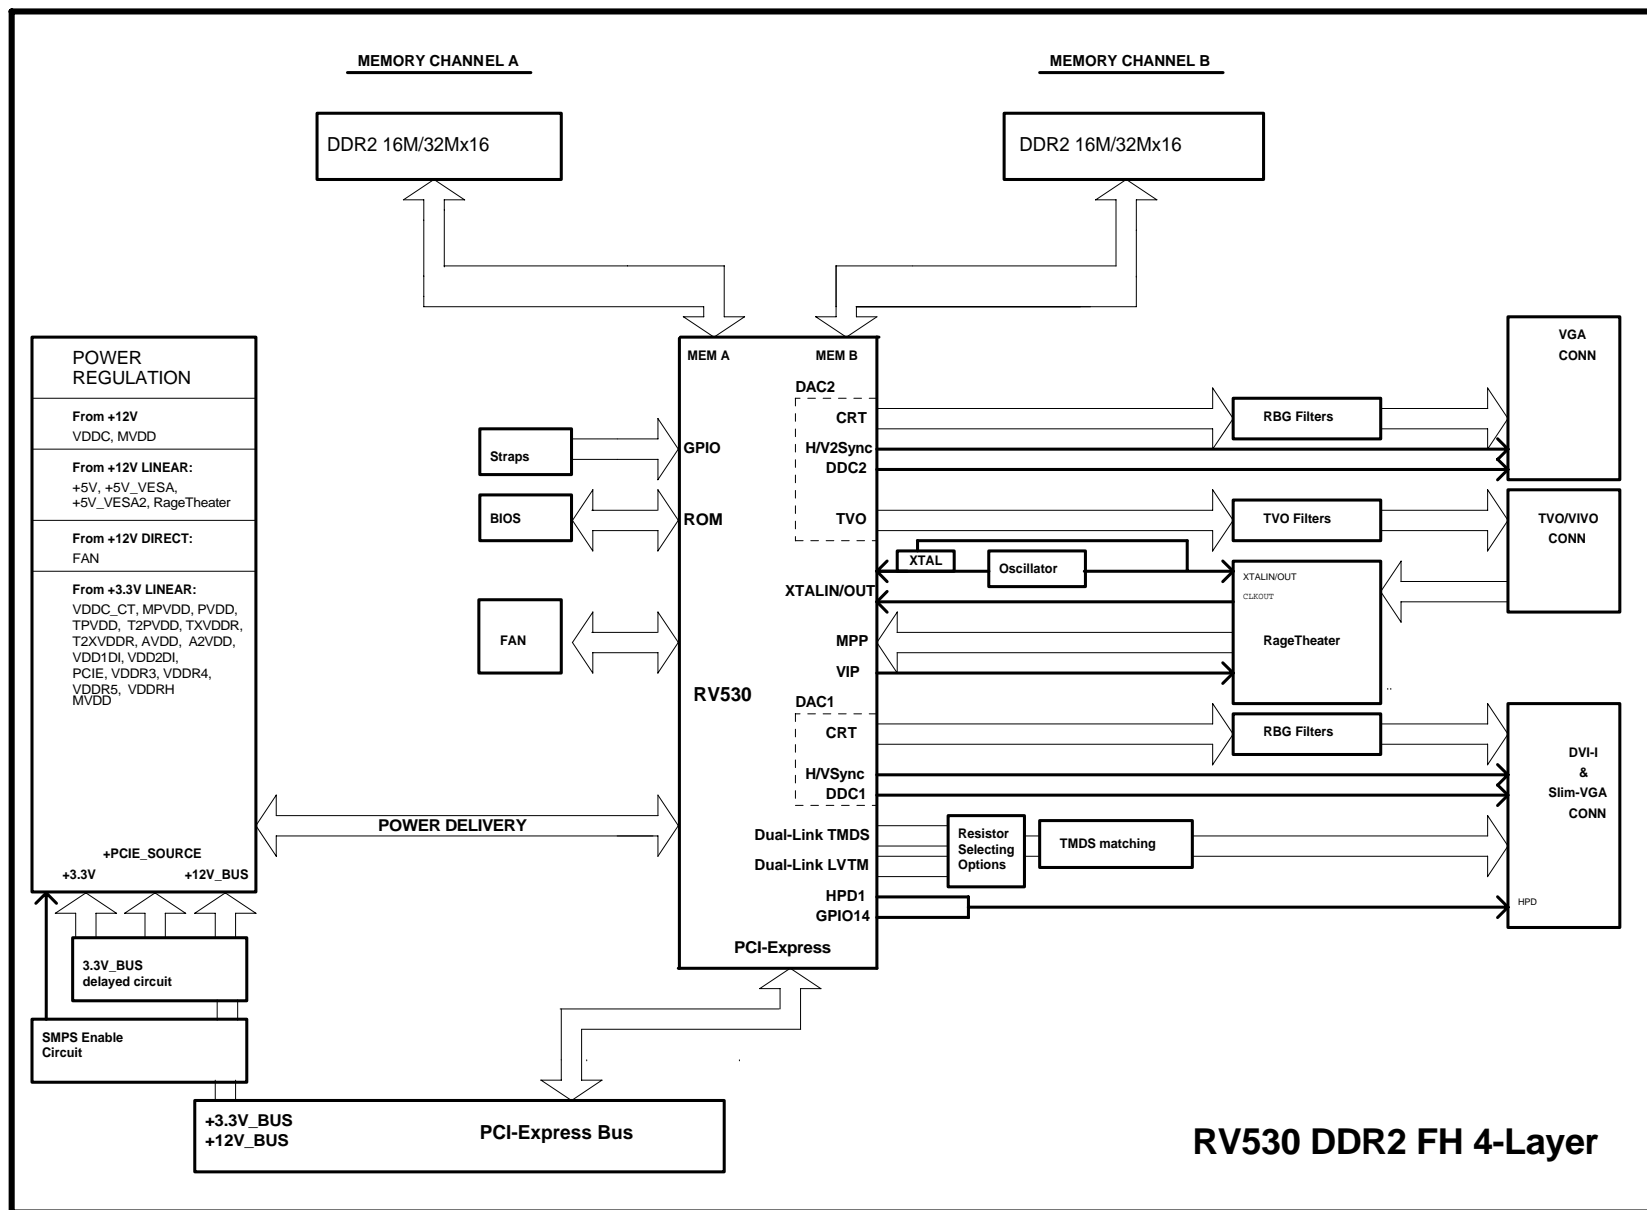 MEMORY CHANNEL A
MEMORY CHANNEL B
DDR2 16M/32Mx16
DDR2 16M/32Mx16
POWER
REGULATION
From +12V
VDDC, MVDD
From +12V LINEAR:
+5V, +5V_VESA,
+5V_VESA2, RageTheater
From +12V DIRECT:
FAN
From +3.3V LINEAR:
VDDC_CT, MPVDD, PVDD,
TPVDD, T2PVDD, TXVDDR,
T2XVDDR, AVDD, A2VDD,
VDD1DI, VDD2DI,
PCIE, VDDR3, VDDR4,
VDDR5, VDDRH
MVDD
+PCIE_SOURCE
+3.3V
+12V_BUS
3.3V_BUS
delayed circuit
SMPS Enable
Circuit
+3.3V_BUS
+12V_BUS
PCI-Express Bus
POWER DELIVERY
Straps
BIOS
FAN
MEM A
MEM B
GPIO
ROM
RV530
DAC2
CRT
H/V2Sync
DDC2
TVO
XTALIN/OUT
MPP
VIP
DAC1
CRT
H/VSync
DDC1
Dual-Link TMDS
Dual-Link LVTM
HPD1
GPIO14
PCI-Express
RBG Filters
TVO Filters
XTAL
Oscillator
XTALIN/OUT
CLKOUT
RageTheater
..
RBG Filters
Resistor
Selecting
Options
TMDS matching
VGA
CONN
TVO/VIVO
CONN
DVI-I
&
Slim-VGA
CONN
HPD
RV530 DDR2 FH 4-Layer